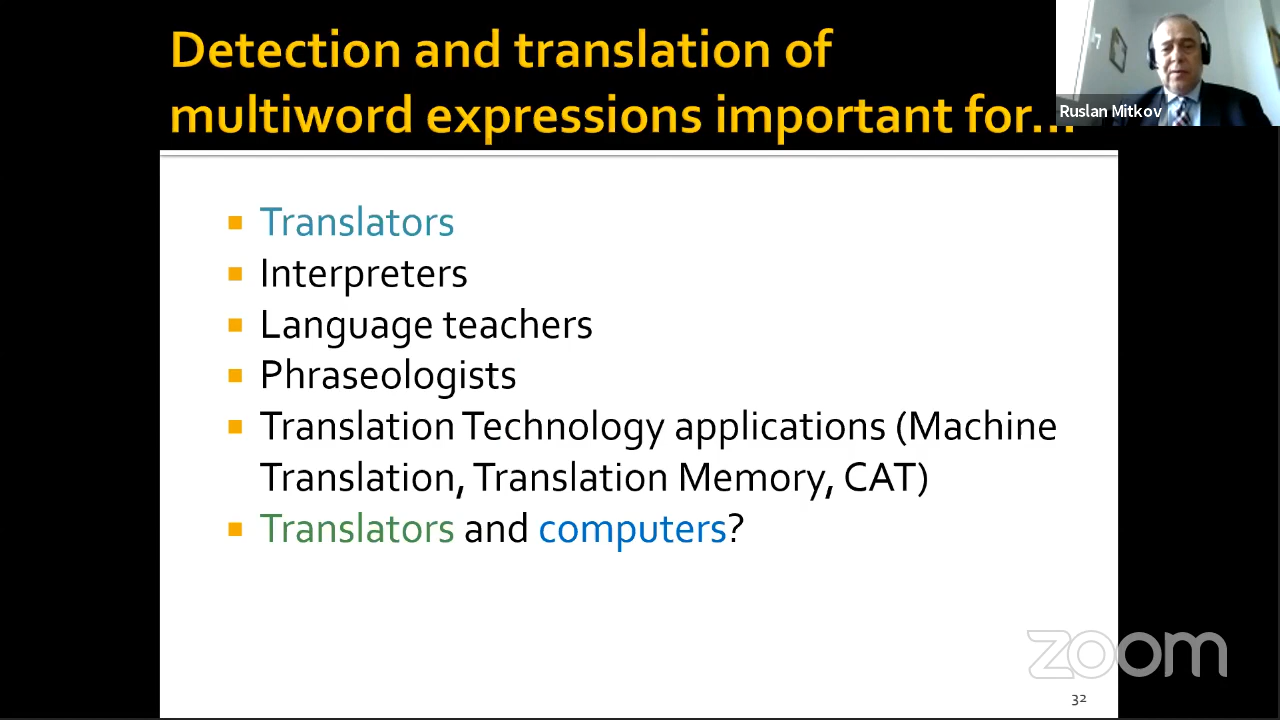 Detection and translation of
multiword expressions important for...
Ruslan Mitkov
Translators
Interpreters
Language teachers
Phraseologists
Translation Technology applications (Machine
Translation, Translation Memory, CAT)
Translators and computers?
zoom
32